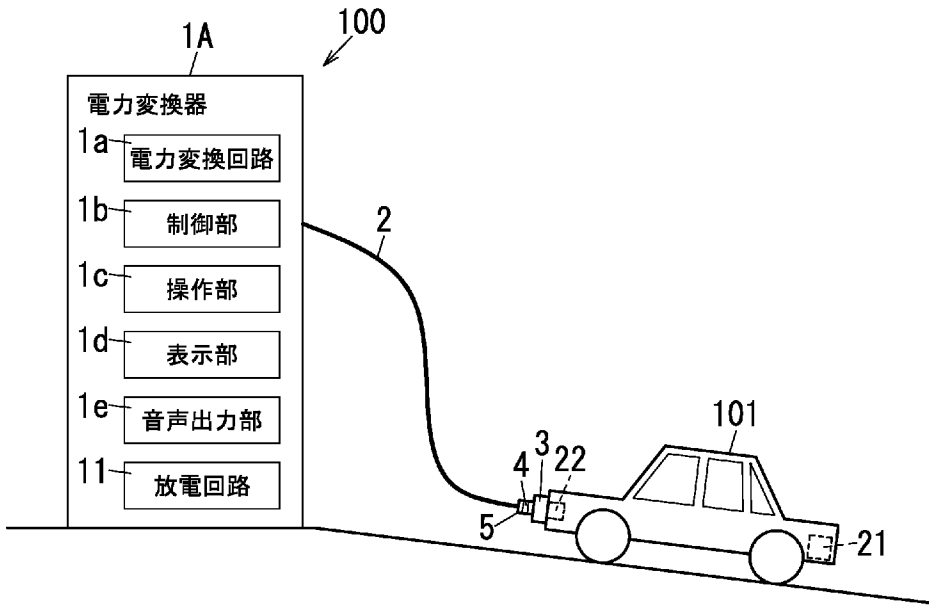 100
1A
電力変換器
1a
電力変換回路
1b
制御部
2
1c
操作部
1d
表示部
1e
音声出力部
101
11
放電回路
5
4
3
22
21